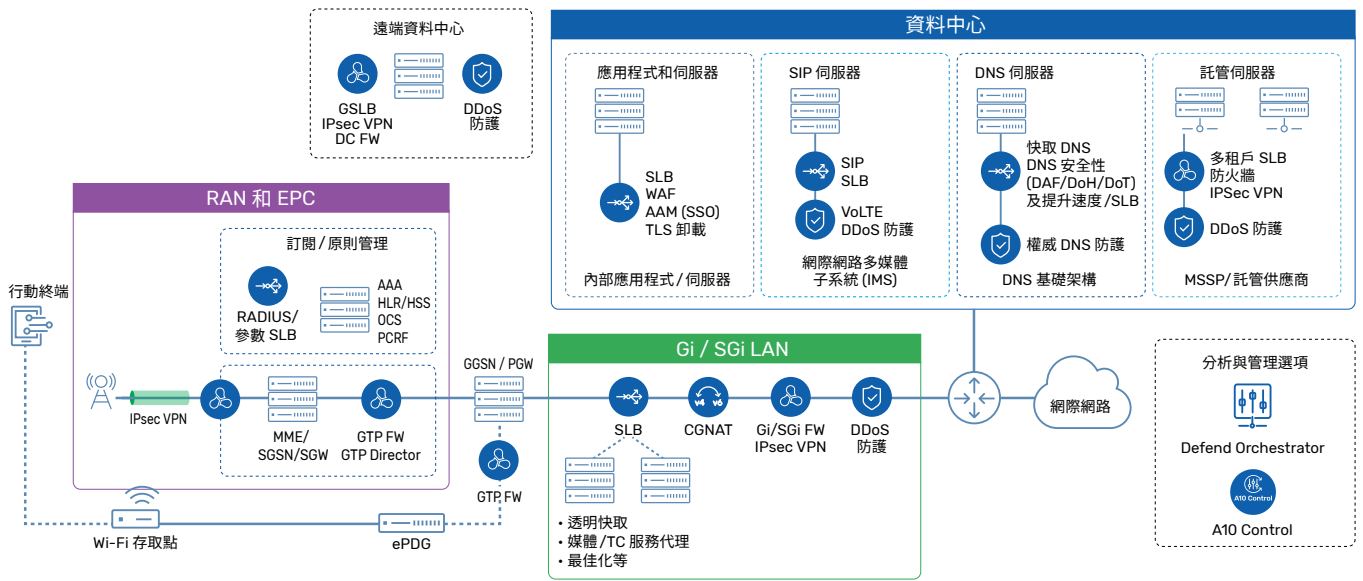 遠端資料中心
GSLB
IPsec VPN
DC FW
DDoS
防護
資料中心
應用程式和伺服器
SLB
WAF
AAM (SSO)
TLS 卸載
內部應用程式/伺服器
SIP 伺服器
SIP
SLB
VoLTE
DDoS 防護
網際網路多媒體
子系統 (IMS)
DNS 伺服器
快取 DNS
DNS 安全性
(DAF/DoH/DoT)
及提升速度/SLB
權威 DNS 防護
DNS 基礎架構
託管伺服器
多租戶 SLB
防火牆
IPSec VPN
DDoS 防護
MSSP/託管供應商
RAN 和 EPC
訂閱/原則管理
RADIUS/
參數 SLB
AAA
HLR/HSS
OCS
PCRF
行動終端
IPsec VPN
MME/
SGSN/SGW
GTP FW
GTP Director
GGSN / PGW
GTP FW
Wi-Fi 存取點
ePDG
Gi / SGi LAN
SLB
v4 v6
CGNAT
Gi/SGi FW
IPsec VPN
DDoS
防護
• 透明快取
• 媒體/TC 服務代理
• 最佳化等
網際網路
分析與管理選項
Defend Orchestrator
A10 Control
A10 Control